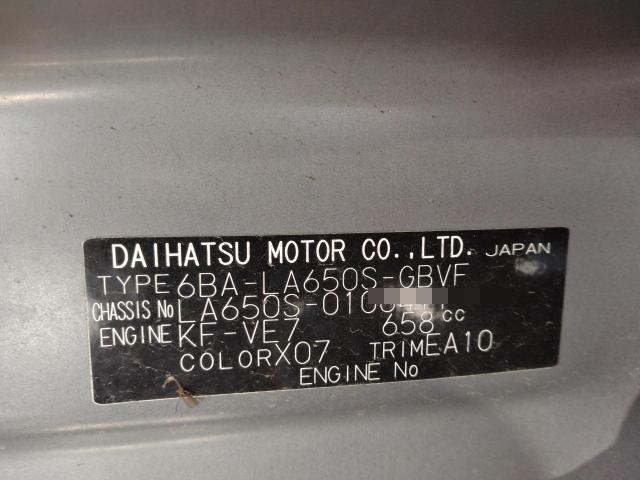 DAIHATSU MOTOR CO.,LTD. JAPAN
TYPE 6BA-LA650S-GBVF
CHASSIS No LA650S-0100
ENGINE KF-VE7 658 cc
COLOR X07 TRIM EA10
ENGINE No